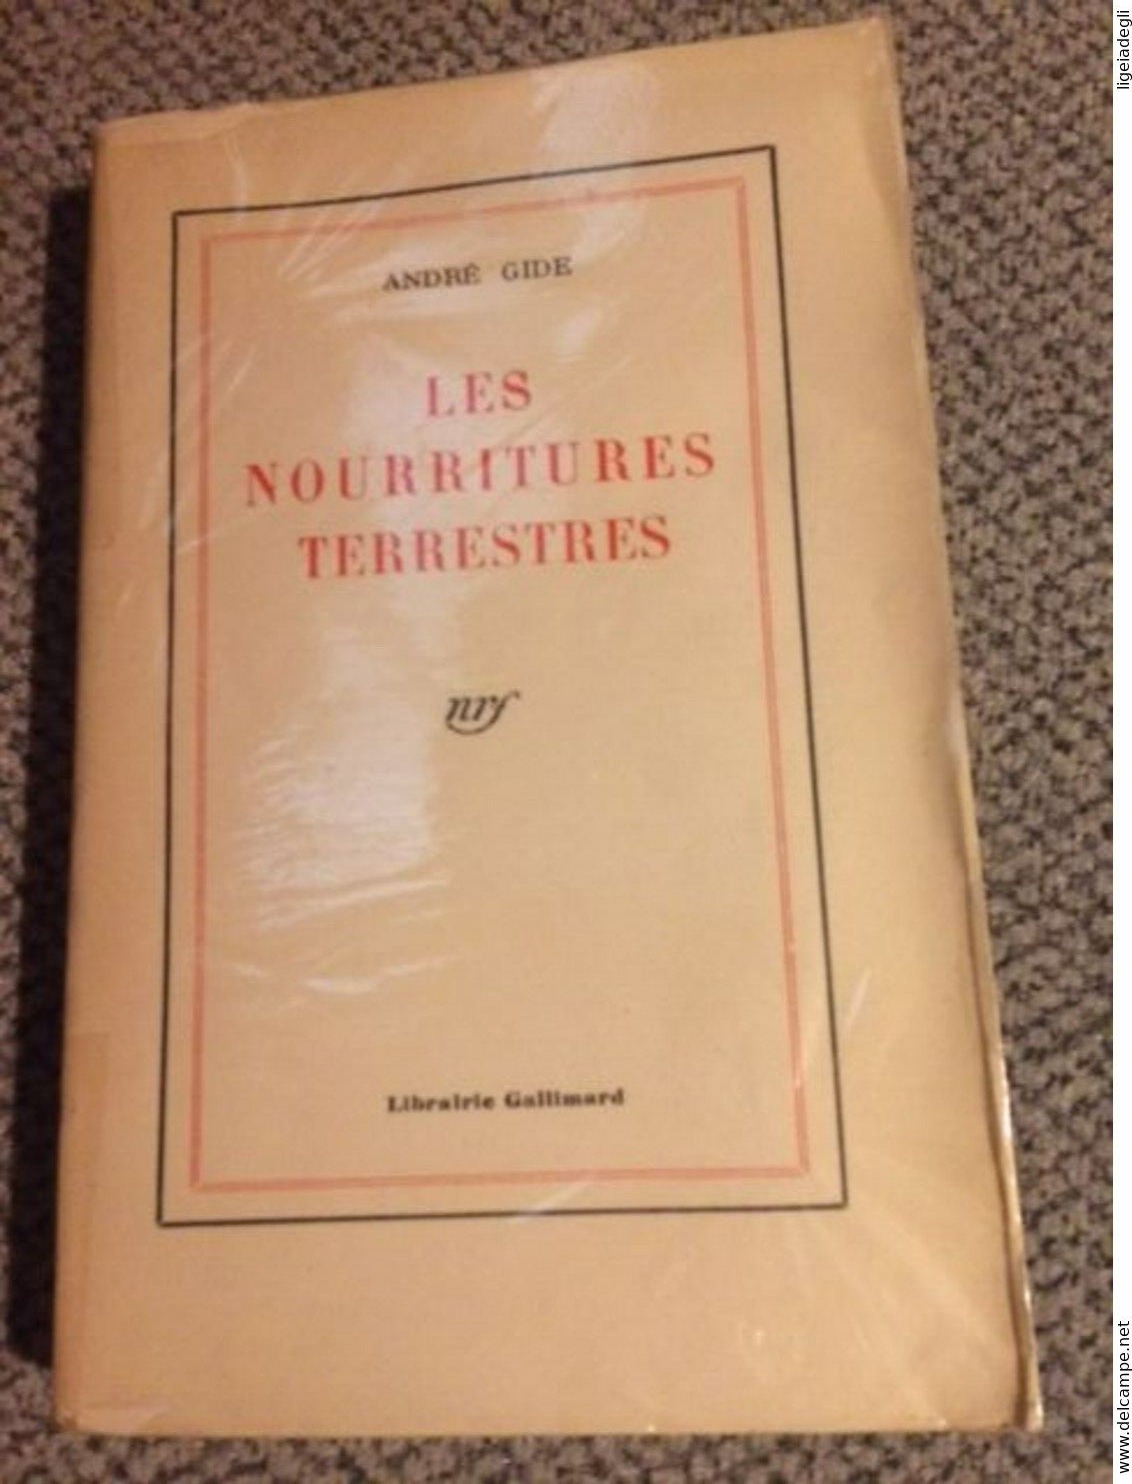 ANDRÉ GIDE
LES
NOURRITURES
TERRESTRES
nrf
Librairie Gallimard
ligeiadegli
www.delcampe.net